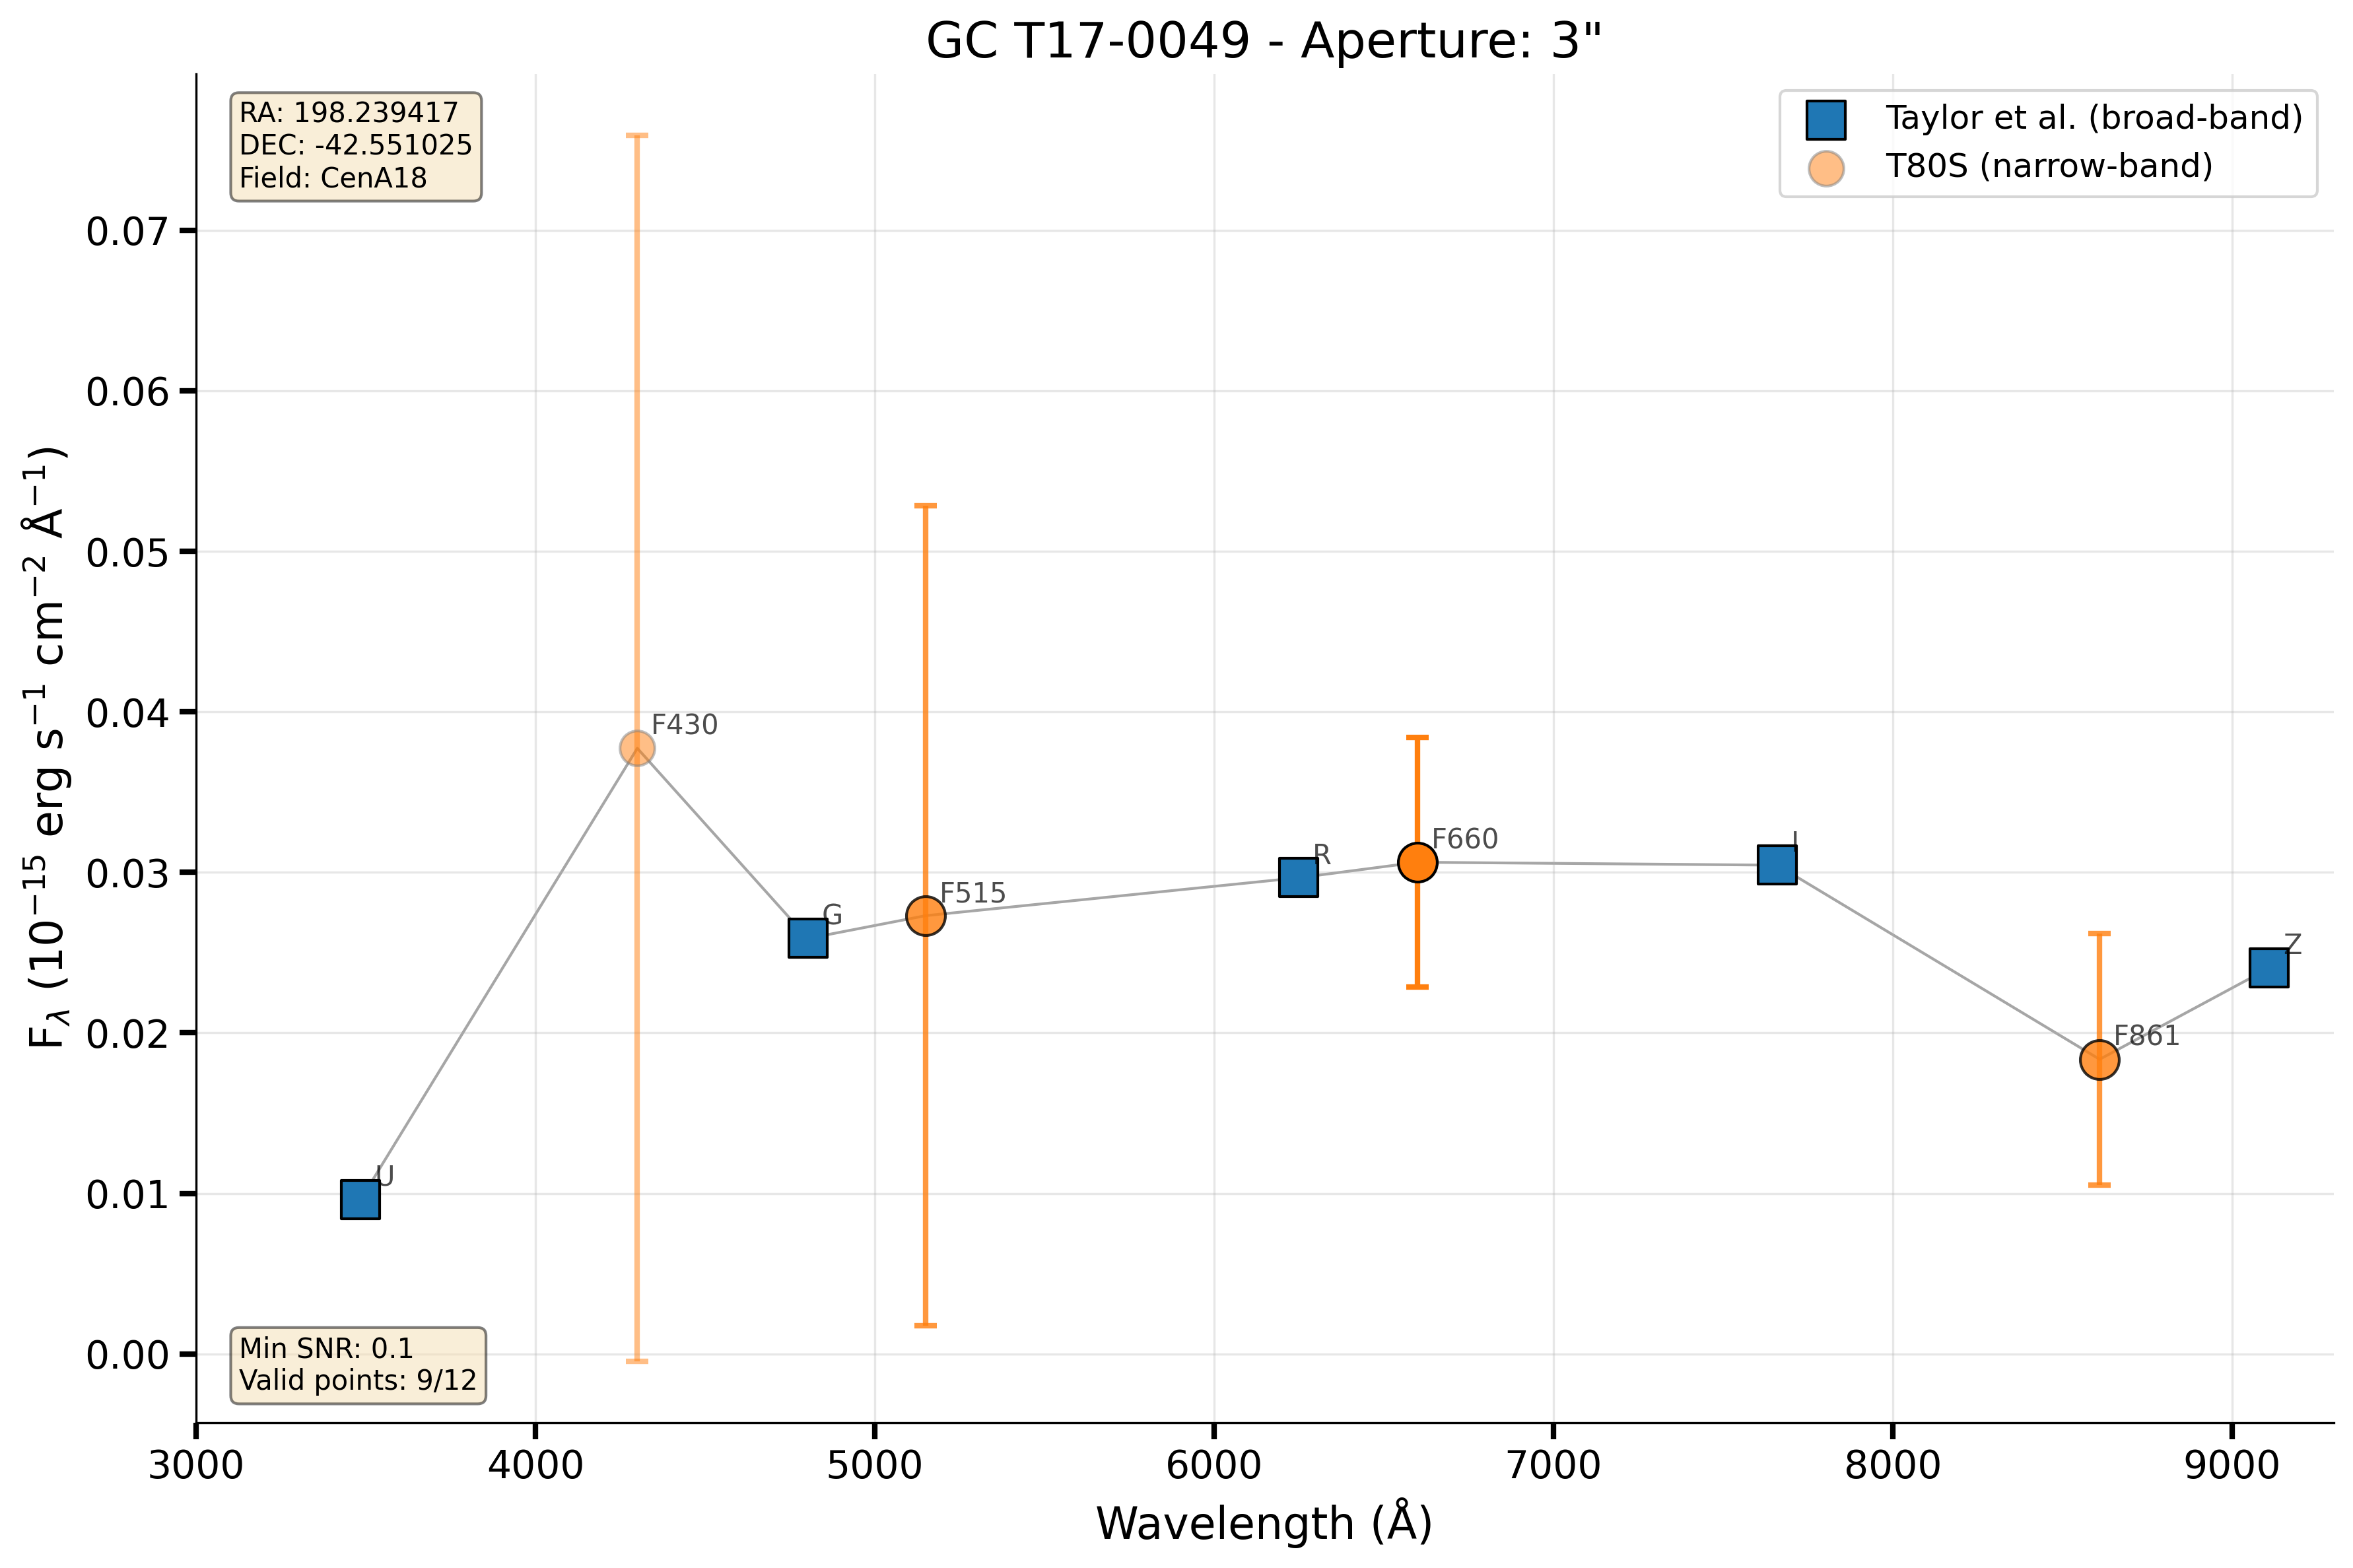 GC T17-0049 - Aperture: 3"
RA: 198.239417
DEC: -42.551025
Field: CenA18
Taylor et al. (broad-band)
T80S (narrow-band)
F$_{\lambda}$ (10$^{-15}$ erg s$^{-1}$ cm$^{-2}$ Å$^{-1}$)
0.07
0.06
0.05
0.04
0.03
0.02
0.01
0.00
U
F430
G
F515
R
F660
I
F861
Z
Min SNR: 0.1
Valid points: 9/12
3000 4000 5000 6000 7000 8000 9000
Wavelength (Å)